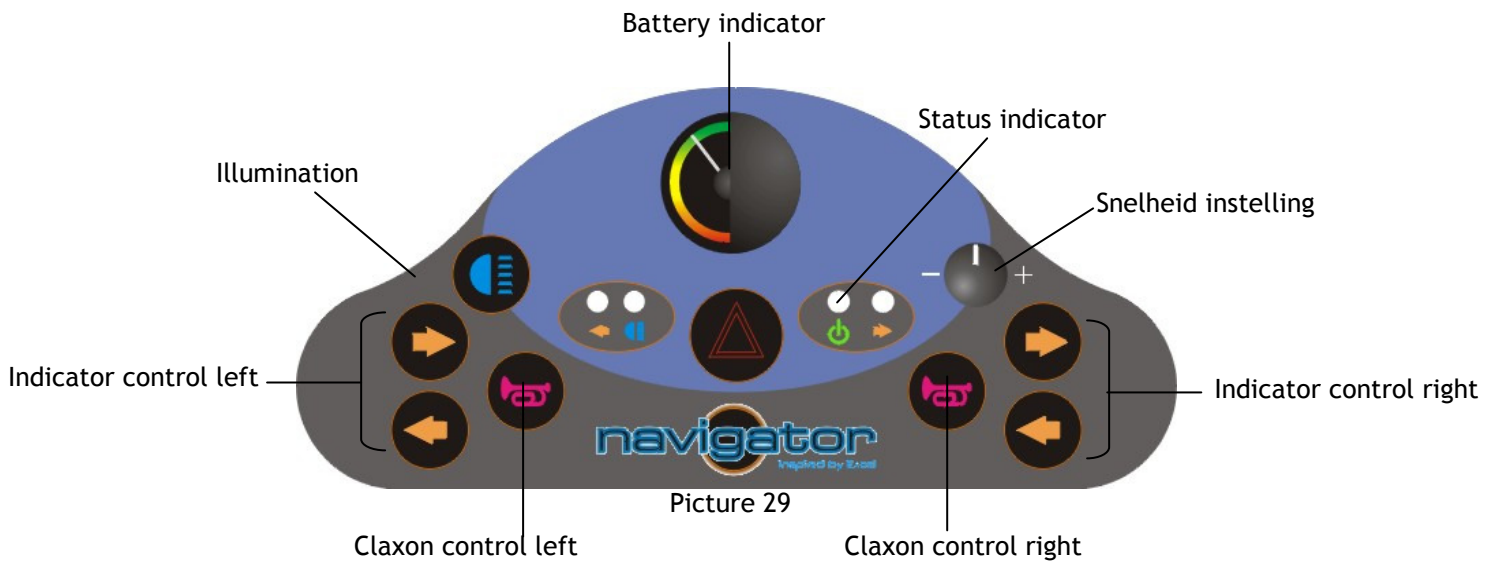 Battery indicator
Status indicator
Illumination
Snelheid instelling
− +
Indicator control left
Indicator control right
navigator
inspired by Excel
Picture 29
Claxon control left
Claxon control right